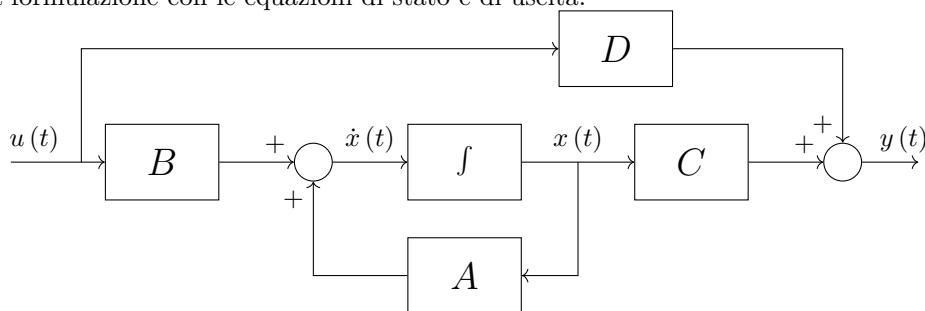 formulazione con le equazioni di stato e di uscita.
D
u(t)
B
+
+
ẋ(t)
∫
x(t)
C
+
+
y(t)
A